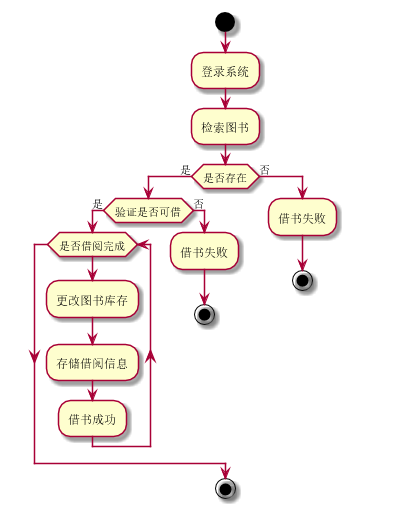 登录系统
检索图书
是
是否存在
否
是
验证是否可借
否
借书失败
是否借阅完成
借书失败
更改图书库存
存储借阅信息
借书成功